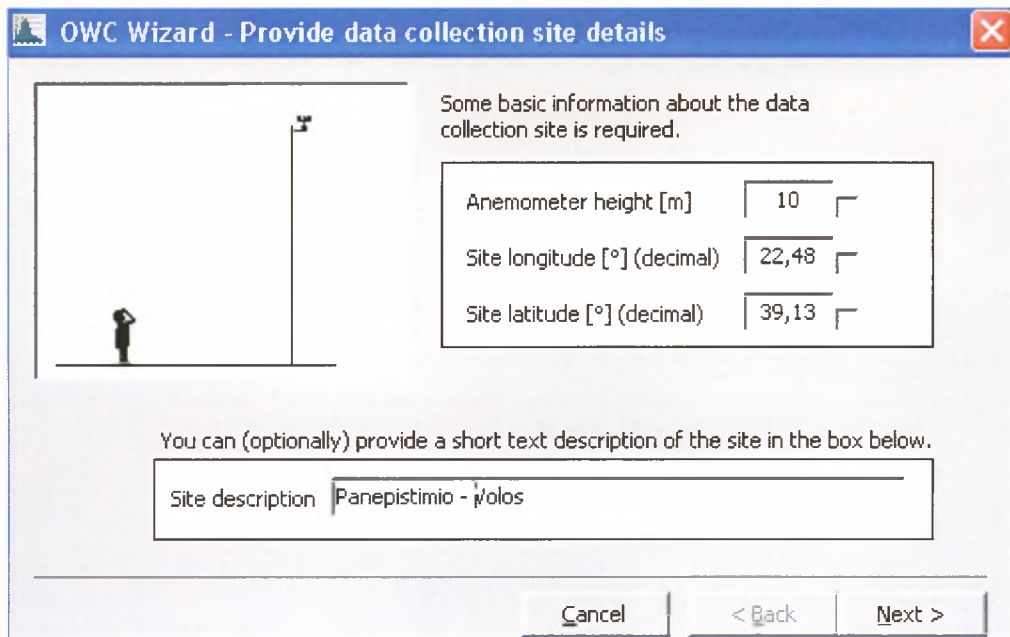 OWC Wizard - Provide data collection site details
Some basic information about the data
collection site is required.
Anemometer height [m] 10
Site longitude [°] (decimal) 22,48
Site latitude [°] (decimal) 39,13
You can (optionally) provide a short text description of the site in the box below.
Site description Panepistimio - Volos
Cancel < Back Next >